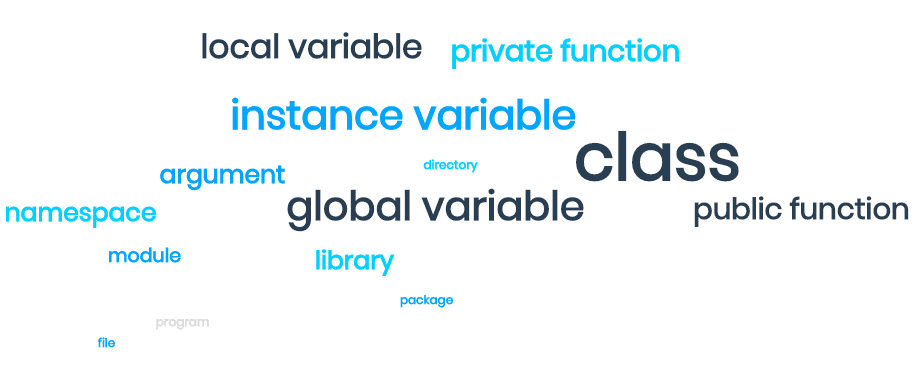 local variable
private function
instance variable
class
directory
argument
global variable
public function
namespace
module
library
package
program
file